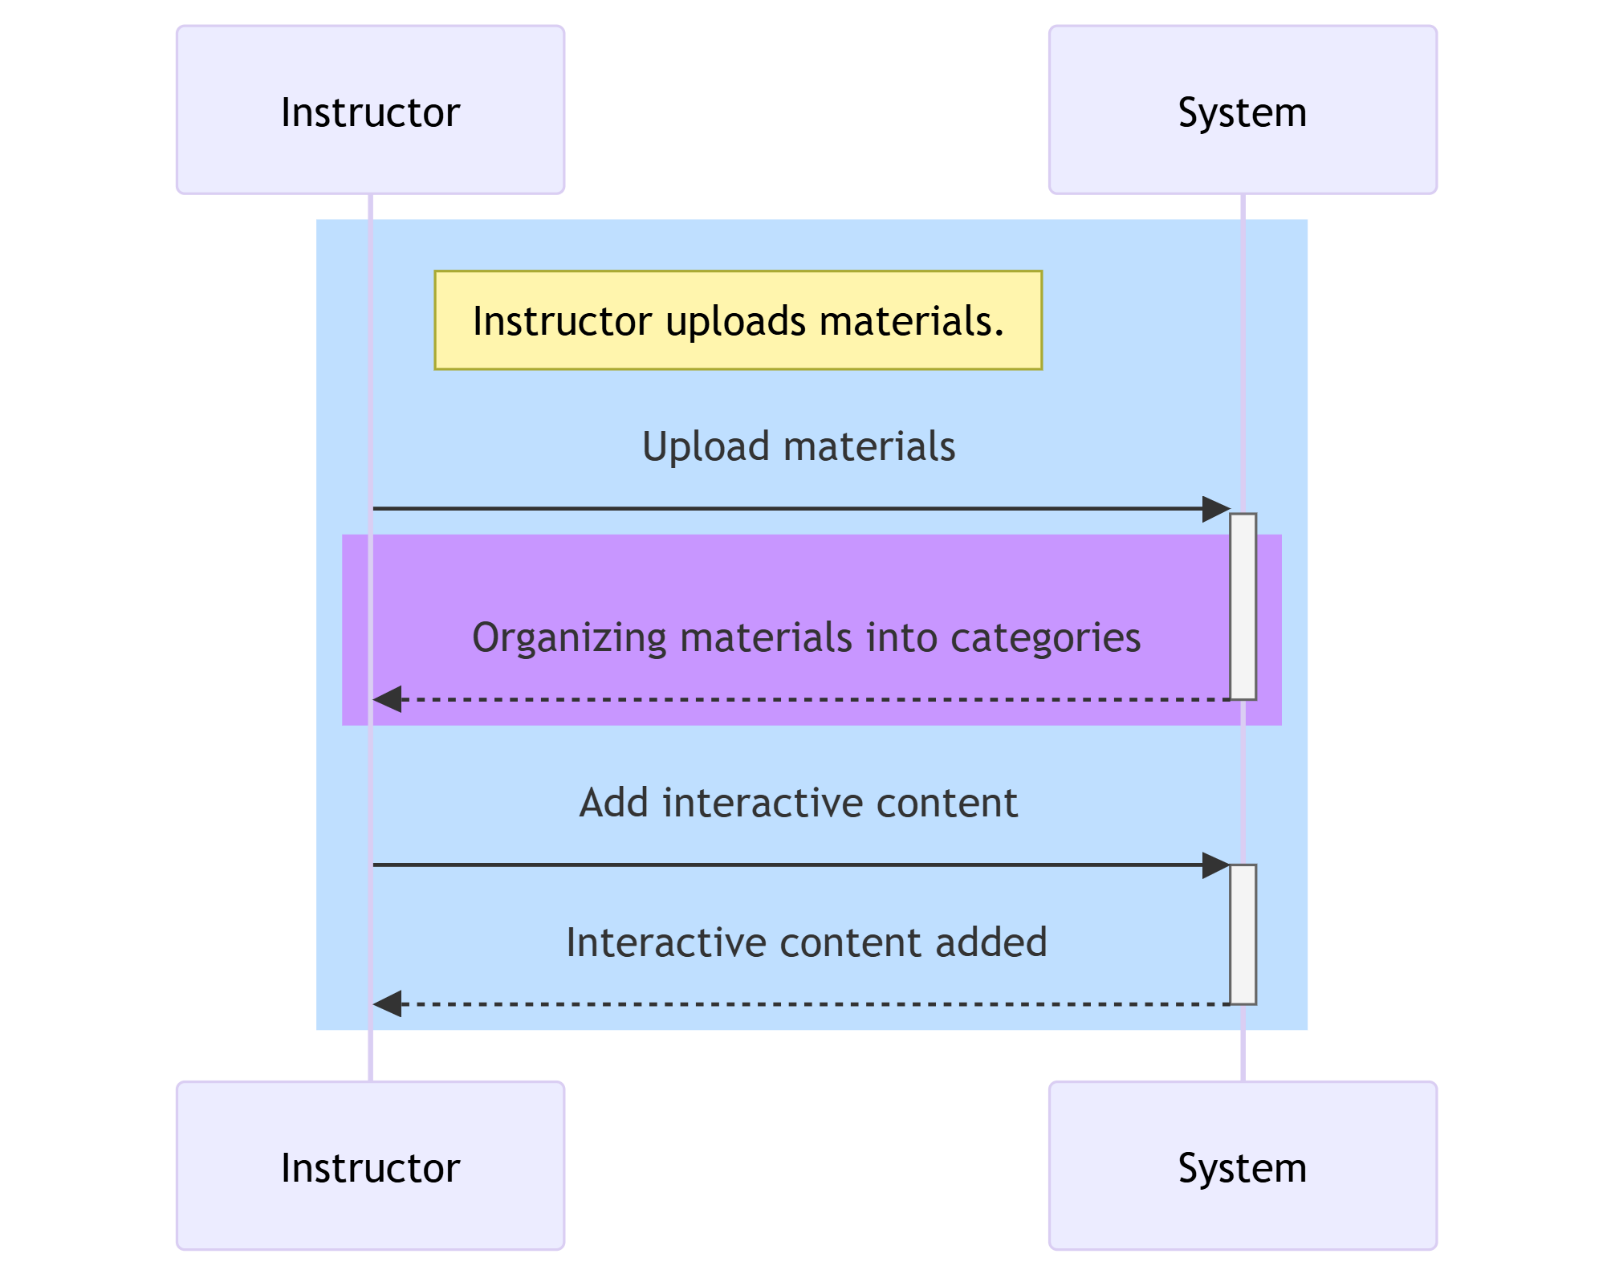 Instructor
System
Instructor uploads materials.
Upload materials
Organizing materials into categories
Add interactive content
Interactive content added
Instructor
System